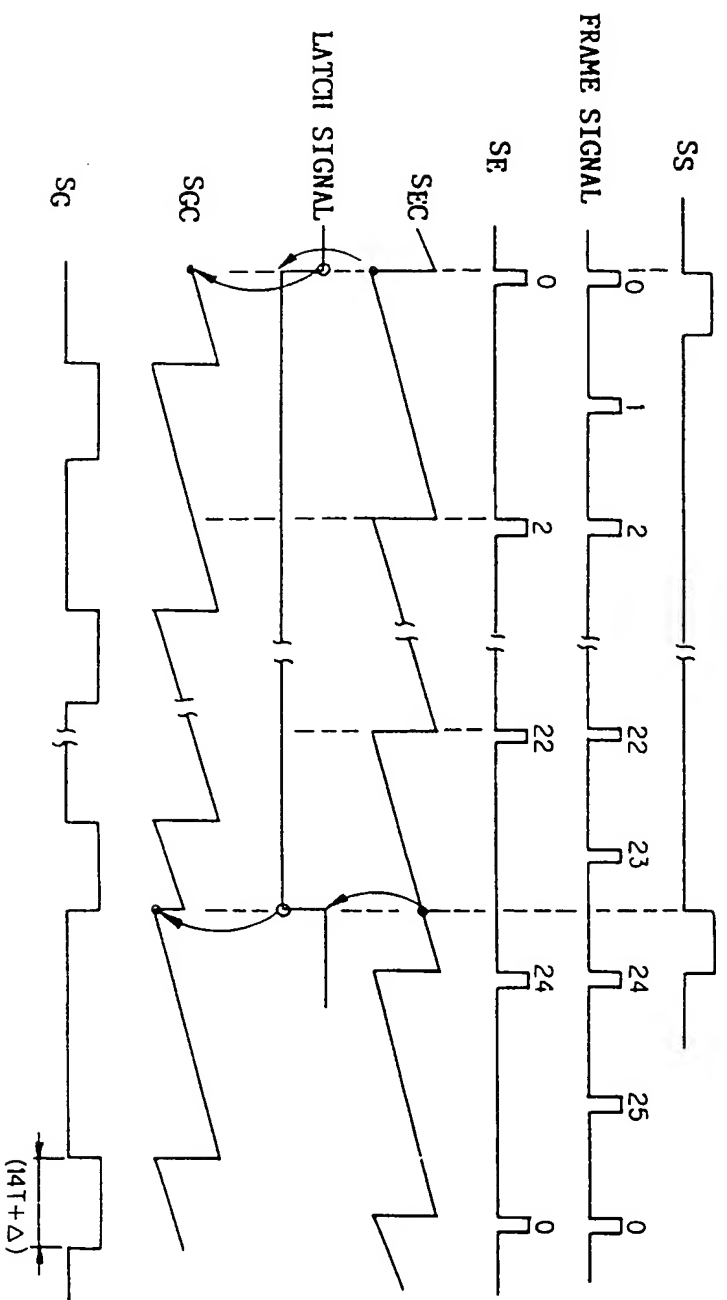 SS
FRAME SIGNAL 0 1 2 22 23 24 25 0
SE 0 2 22 24 0
SEC
LATCH SIGNAL
SGC
SG
(14T+Δ)